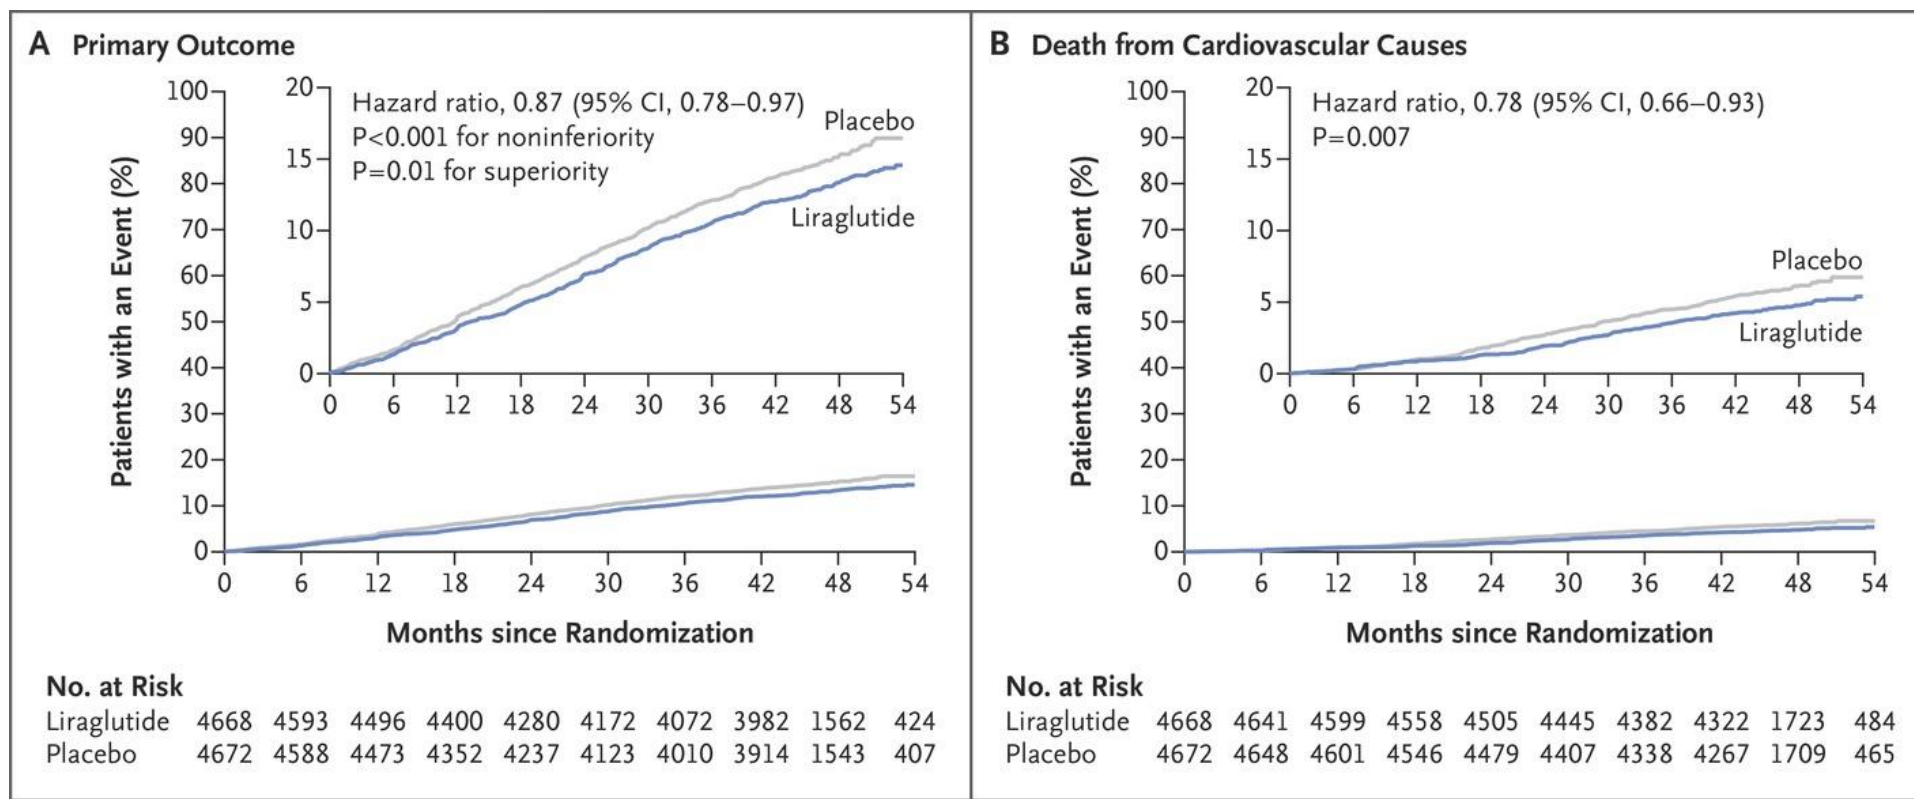 A Primary Outcome
Patients with an Event (%)
100
90
80
70
60
50
40
30
20
10
0
0 6 12 18 24 30 36 42 48 54
20
15
10
5
0
0 6 12 18 24 30 36 42 48 54
Hazard ratio, 0.87 (95% CI, 0.78–0.97)
P<0.001 for noninferiority
P=0.01 for superiority
Placebo
Liraglutide
Months since Randomization
No. at Risk
Liraglutide 4668 4593 4496 4400 4280 4172 4072 3982 1562 424
Placebo 4672 4588 4473 4352 4237 4123 4010 3914 1543 407
B Death from Cardiovascular Causes
Patients with an Event (%)
100
90
80
70
60
50
40
30
20
10
0
0 6 12 18 24 30 36 42 48 54
20
15
10
5
0
0 6 12 18 24 30 36 42 48 54
Hazard ratio, 0.78 (95% CI, 0.66–0.93)
P=0.007
Placebo
Liraglutide
Months since Randomization
No. at Risk
Liraglutide 4668 4641 4599 4558 4505 4445 4382 4322 1723 484
Placebo 4672 4648 4601 4546 4479 4407 4338 4267 1709 465